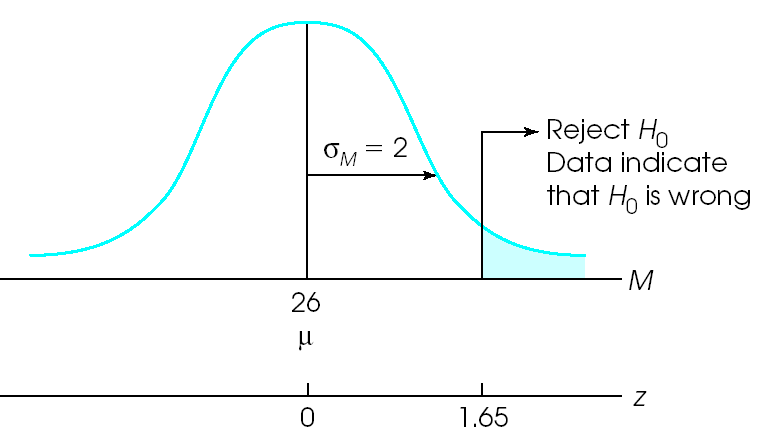 σM = 2
Reject H0
Data indicate
that H0 is wrong
M
26
μ
z
0
1.65